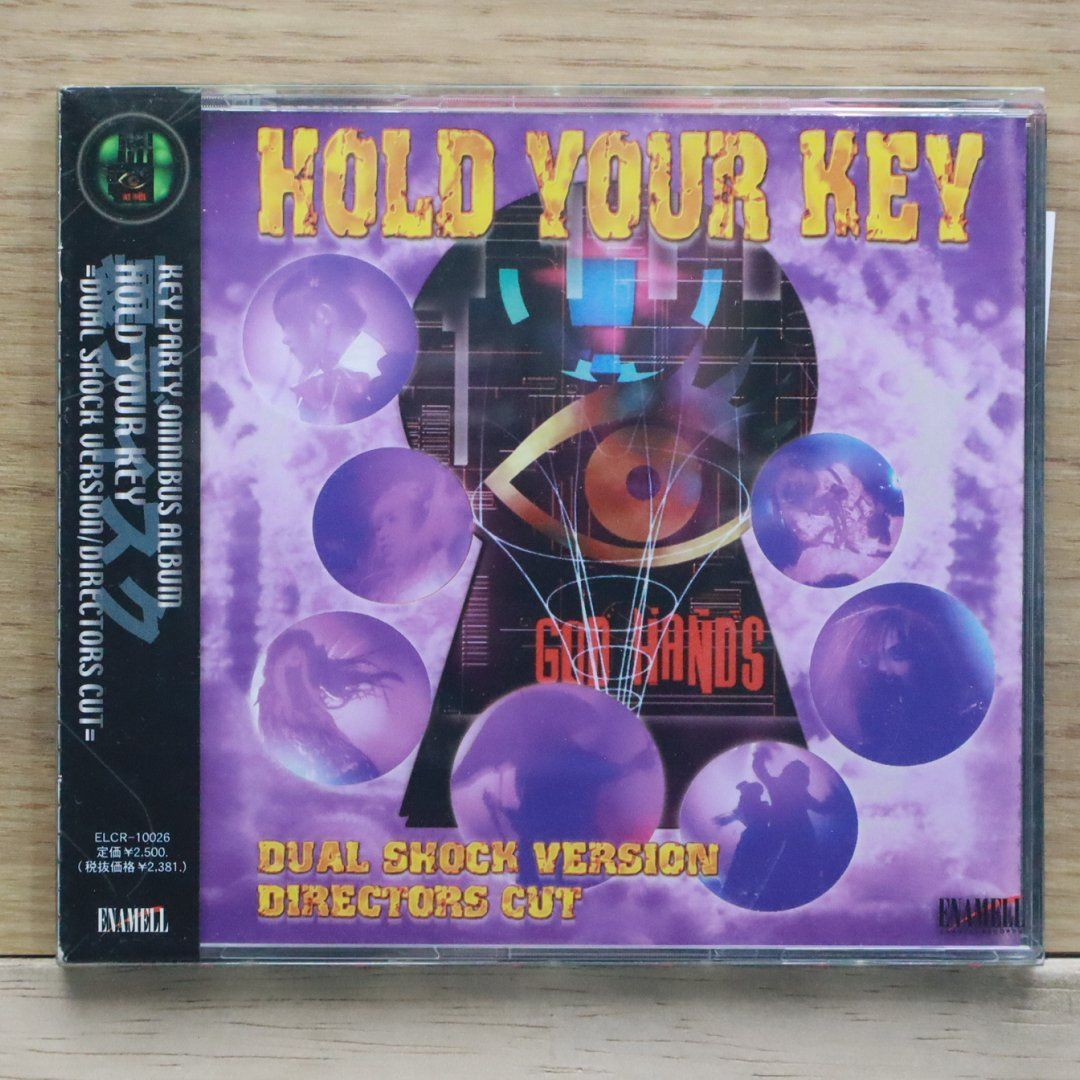 HOLD YOUR KEY
GOD HANDS
DUAL SHOCK VERSION
DIRECTORS CUT
ENAMELL
KEY PARTY OMNIBUS ALBUM
HOLD YOUR KEY
=DUAL SHOCK VERSION/DIRECTORS CUT=
ELCR-10026
定価¥2,500.
(税抜価格¥2,381.)
ENAMELL